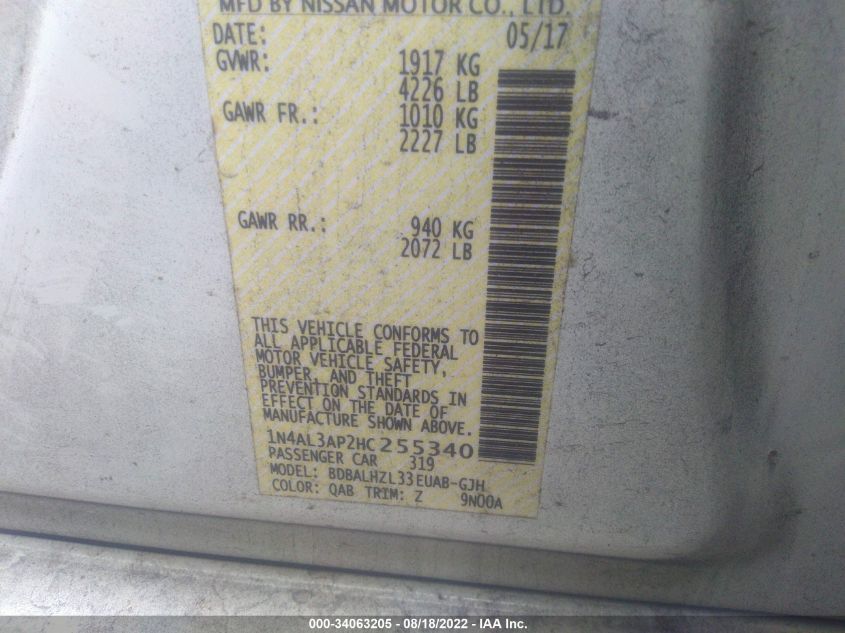 MFD BY NISSAN MOTOR CO., LTD.
DATE: 05/17
GVWR: 1917 KG
4226 LB
GAWR FR.: 1010 KG
2227 LB
GAWR RR.: 940 KG
2072 LB
THIS VEHICLE CONFORMS TO
ALL APPLICABLE FEDERAL
MOTOR VEHICLE SAFETY,
BUMPER, AND THEFT
PREVENTION STANDARDS IN
EFFECT ON THE DATE OF
MANUFACTURE SHOWN ABOVE.
1N4AL3AP2HC255340
PASSENGER CAR 319
MODEL: BDBALHZL33EUAB-GJH
COLOR: QAB TRIM: Z 9N00A
000-34063205 - 08/18/2022 - IAA Inc.